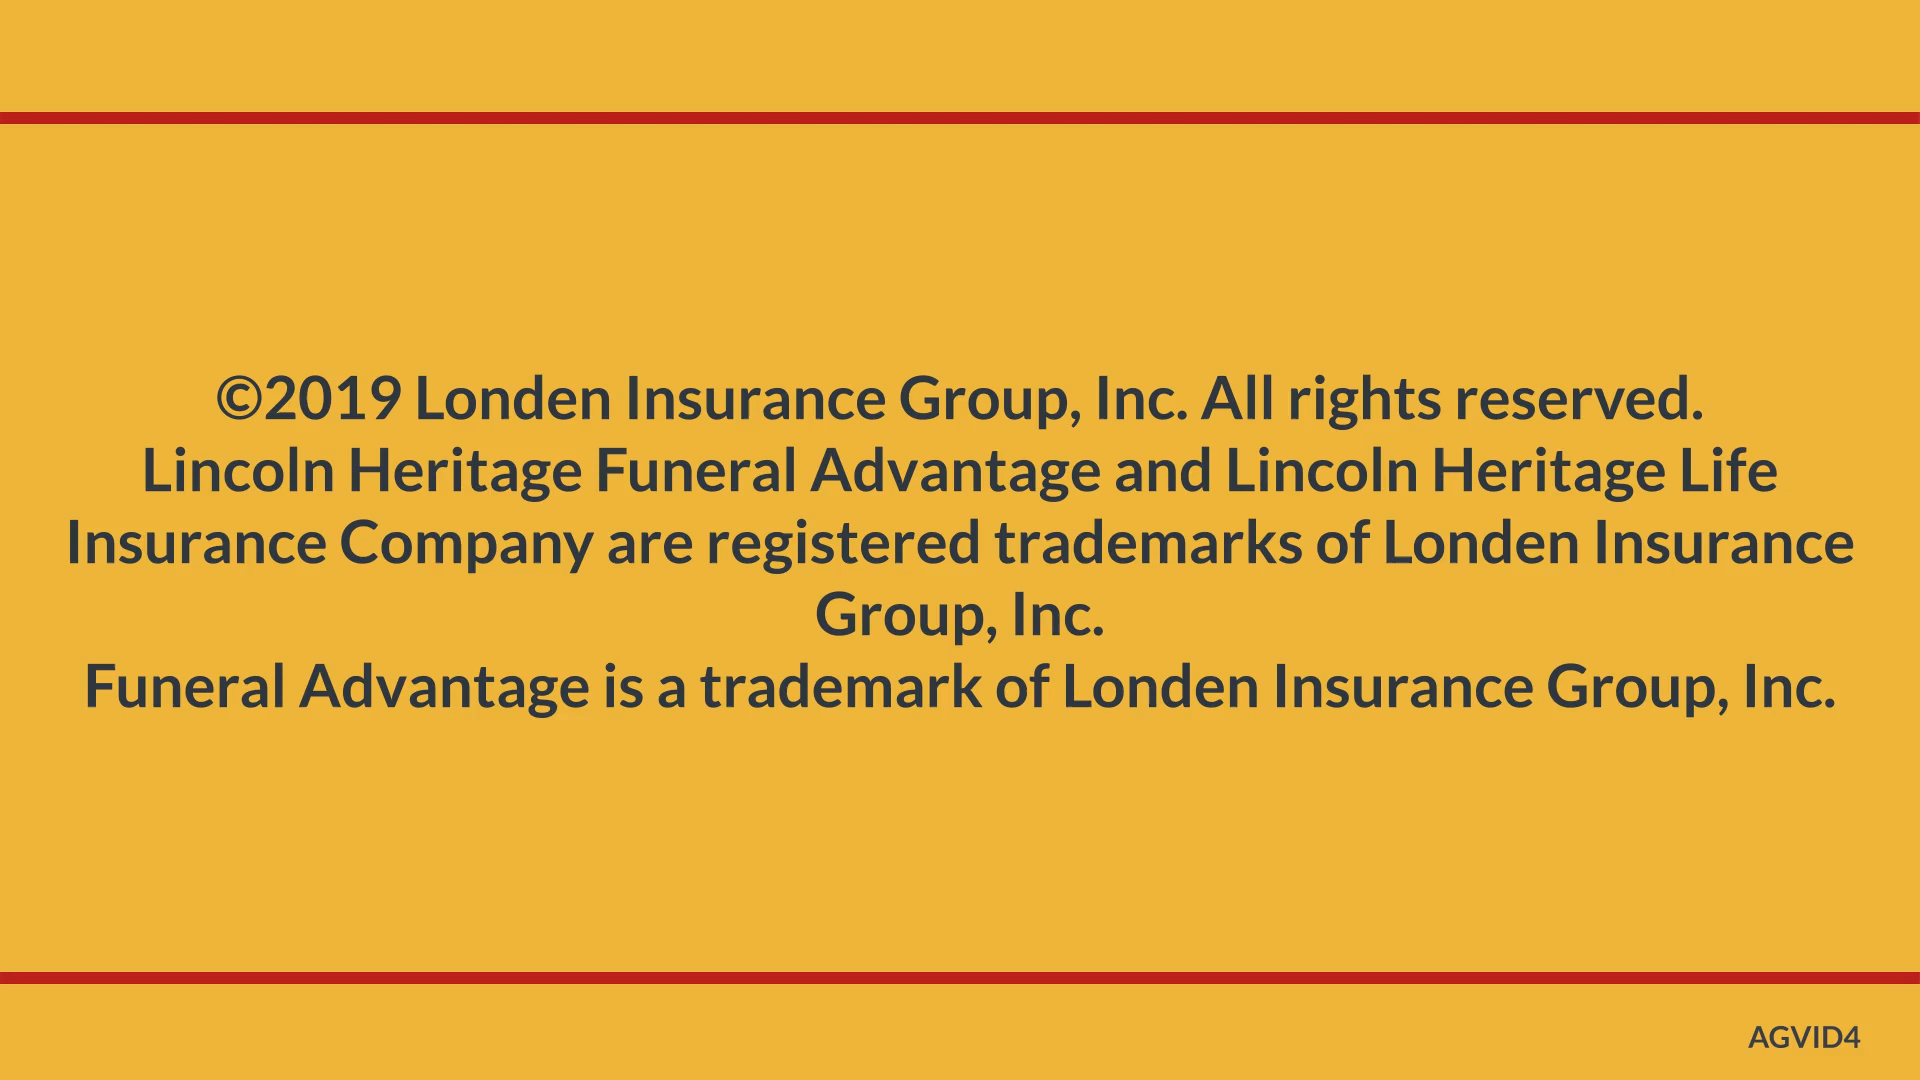 ©2019 Londen Insurance Group, Inc. All rights reserved.
Lincoln Heritage Funeral Advantage and Lincoln Heritage Life
Insurance Company are registered trademarks of Londen Insurance
Group, Inc.
Funeral Advantage is a trademark of Londen Insurance Group, Inc.
AGVID4